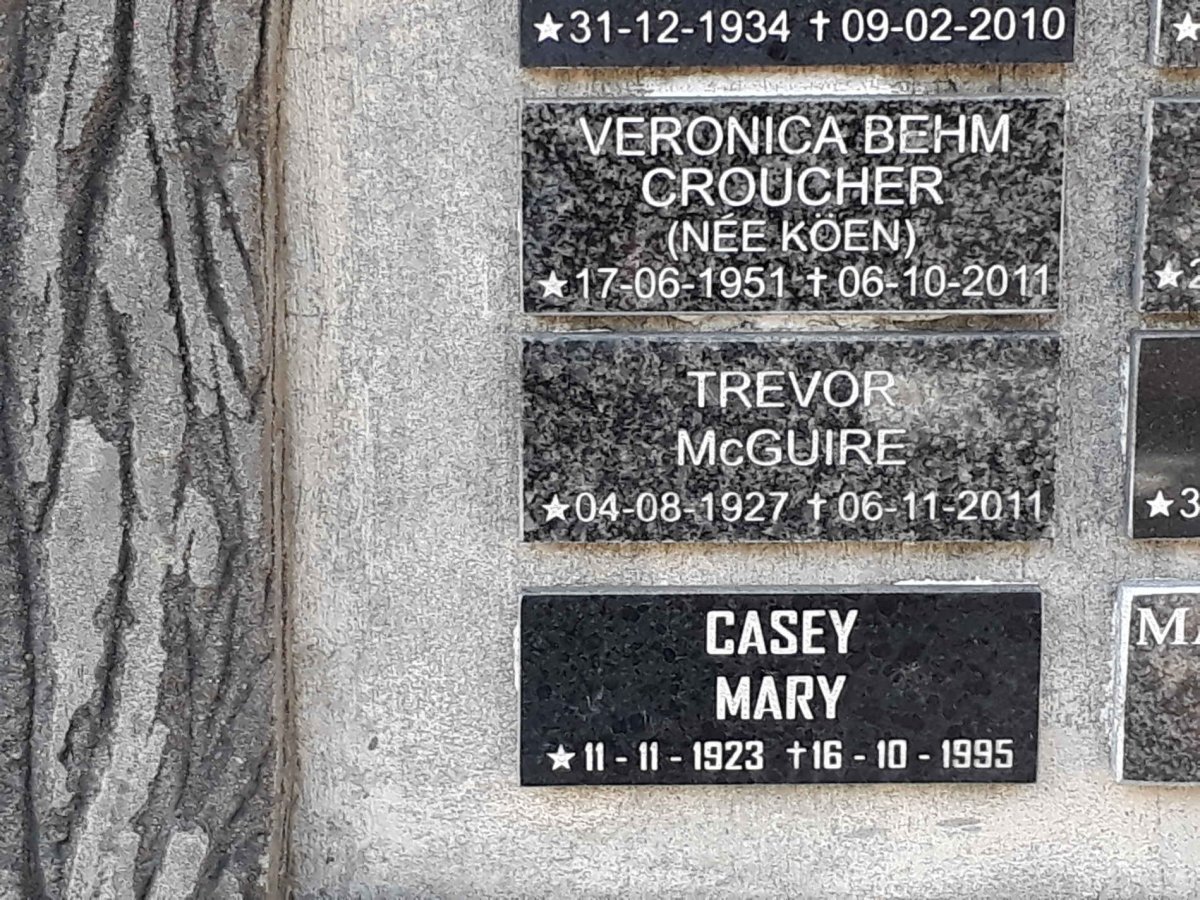 ★31-12-1934 ✝09-02-2010
VERONICA BEHM
CROUCHER
(NÉE KÖEN)
★17-06-1951 ✝06-10-2011
TREVOR
McGUIRE
★04-08-1927 ✝06-11-2011
CASEY
MARY
★11-11-1923 ✝16-10-1995